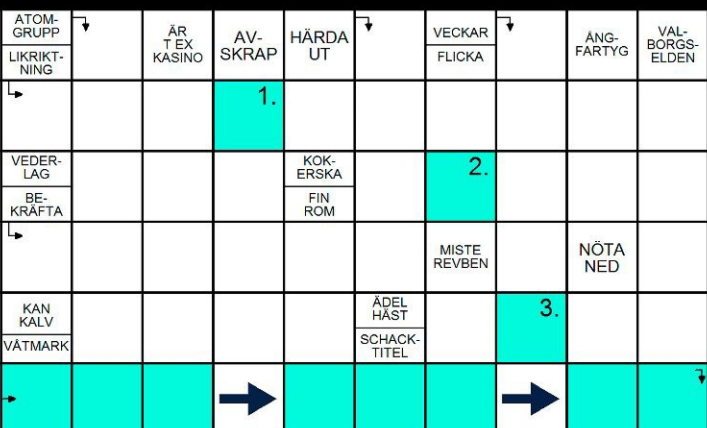 ATOM-
GRUPP
LIKRIKT-
NING
ÄR
T EX
KASINO
AV-
SKRAP
HÄRDA
UT
VECKAR
FLICKA
ÅNG-
FARTYG
VAL-
BORGS-
ELDEN
1.
VEDER-
LAG
BE-
KRÄFTA
KOK-
ERSKA
FIN
ROM
2.
MISTE
REVBEN
NÖTA
NED
KAN
KALV
VÅTMARK
ÄDEL
HÄST
SCHACK-
TITEL
3.